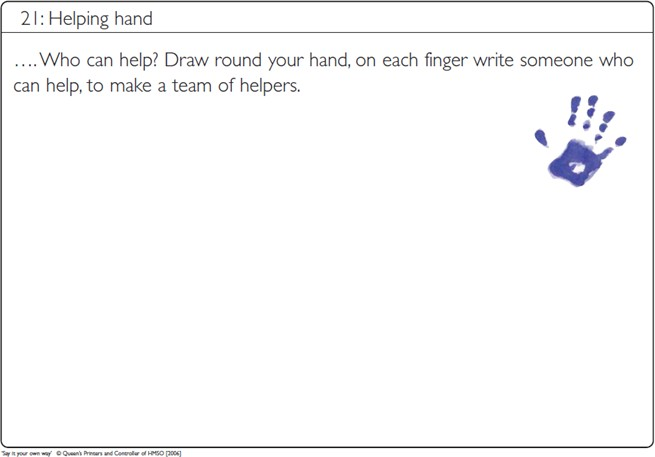 21: Helping hand
.... Who can help? Draw round your hand, on each finger write someone who
can help, to make a team of helpers.
'Say it your own way' © Queen's Printers and Controller of HMSO [2006]